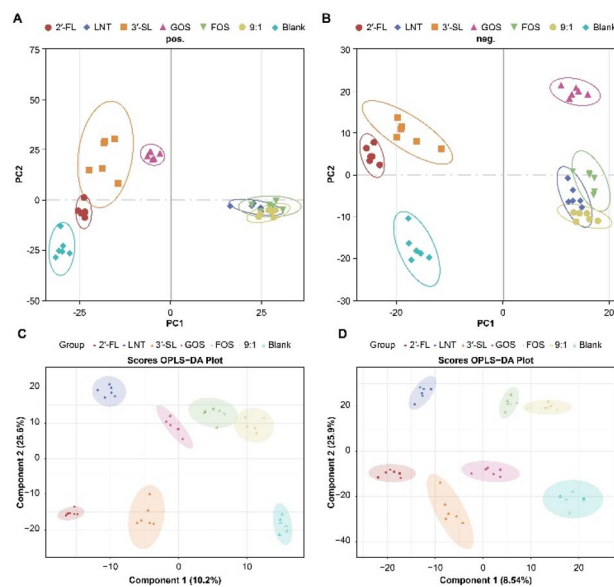 A
2'-FL LNT 3'-SL GOS FOS 9:1 Blank
pos.
75
50
25
0
-25
-50
PC2
-25 0 25
PC1
B
2'-FL LNT 3'-SL GOS FOS 9:1 Blank
neg.
30
20
10
0
-10
-20
-30
PC2
-20 0 20
PC1
C
Group 2'-FL LNT 3'-SL GOS FOS 9:1 Blank
Scores OPLS-DA Plot
20
10
0
-10
-20
Component 2 (25.6%)
-10 0 10
Component 1 (10.2%)
D
Group 2'-FL LNT 3'-SL GOS FOS 9:1 Blank
Scores OPLS-DA Plot
20
0
-20
-40
Component 2 (25.9%)
-20 -10 0 10 20
Component 1 (8.54%)